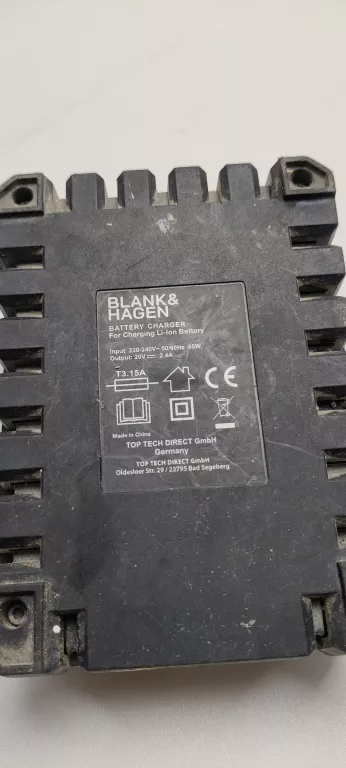 BLANK&
HAGEN
BATTERY CHARGER
For Charging Li-Ion Battery
Input: 220-240V~50/60Hz 65W
Output: 20V⎓ 2.4A
T3.15A
CE
Made in China
TOP TECH DIRECT GmbH
Germany
TOP TECH DIRECT GmbH
Oldesloer Str. 29 / 23795 Bad Segeberg